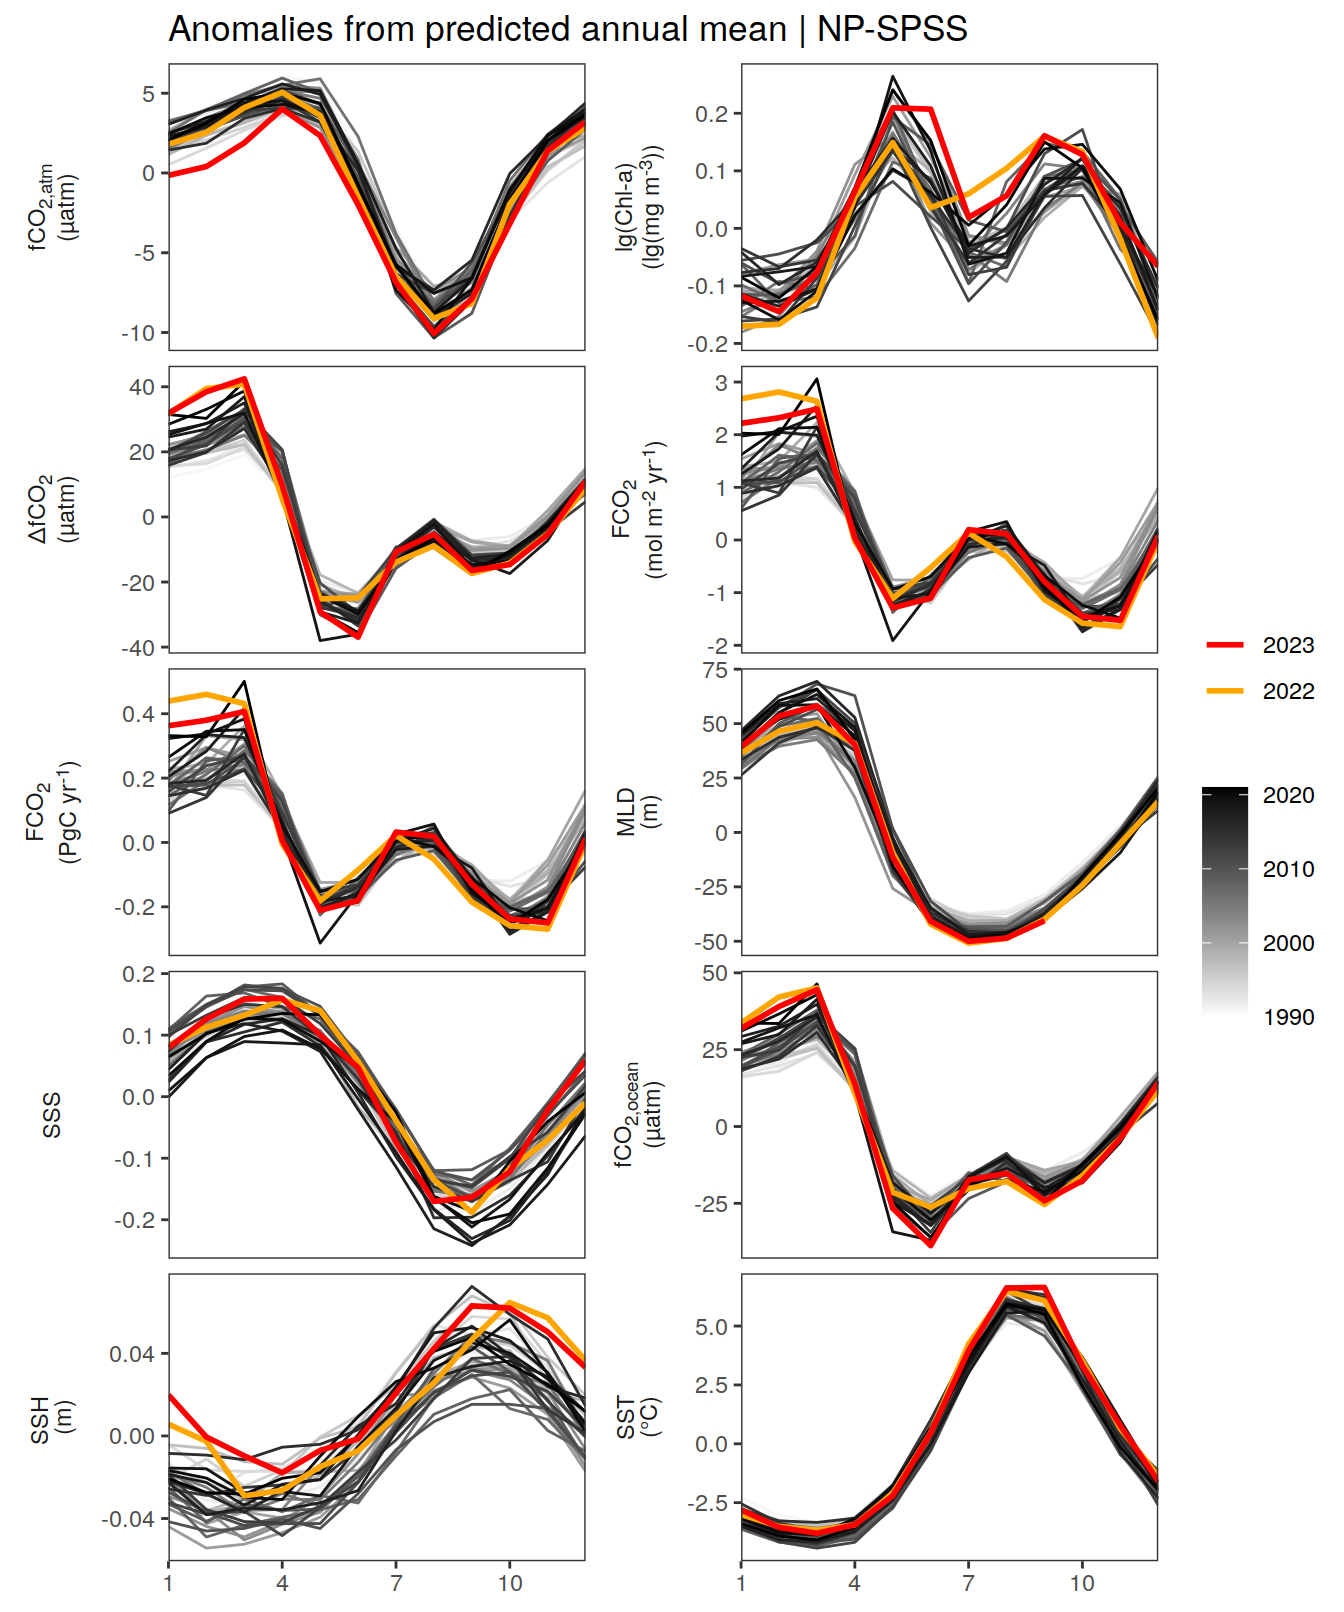 Anomalies from predicted annual mean | NP-SPSS
fCO2,atm
(µatm)
5
0
-5
-10
lg(Chl-a)
(lg(mg m-3))
0.2
0.1
0.0
-0.1
-0.2
ΔfCO2
(µatm)
40
20
0
-20
-40
FCO2
(mol m-2 yr-1)
3
2
1
0
-1
-2
FCO2
(PgC yr-1)
0.4
0.2
0.0
-0.2
MLD
(m)
75
50
25
0
-25
-50
SSS
0.2
0.1
0.0
-0.1
-0.2
fCO2,ocean
(µatm)
50
25
0
-25
SSH
(m)
0.04
0.00
-0.04
1 4 7 10
SST
(°C)
5.0
2.5
0.0
-2.5
1 4 7 10
2023
2022
2020
2010
2000
1990